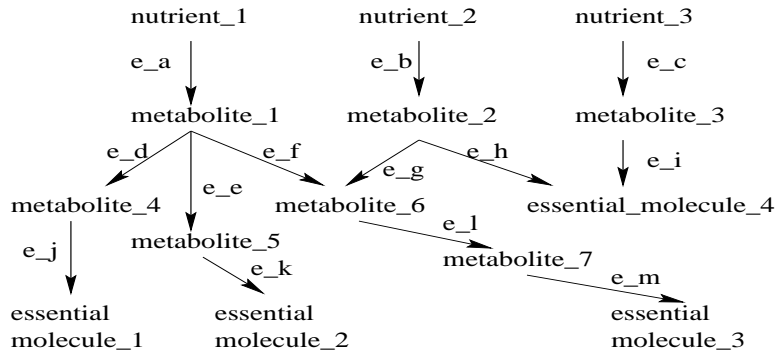 nutrient_1
nutrient_2
nutrient_3
e_a
e_b
e_c
metabolite_1
metabolite_2
metabolite_3
e_d
e_f
e_h
e_i
e_e
e_g
metabolite_4
metabolite_6
essential_molecule_4
e_j
metabolite_5
e_l
e_k
metabolite_7
e_m
essential
molecule_1
essential
molecule_2
essential
molecule_3